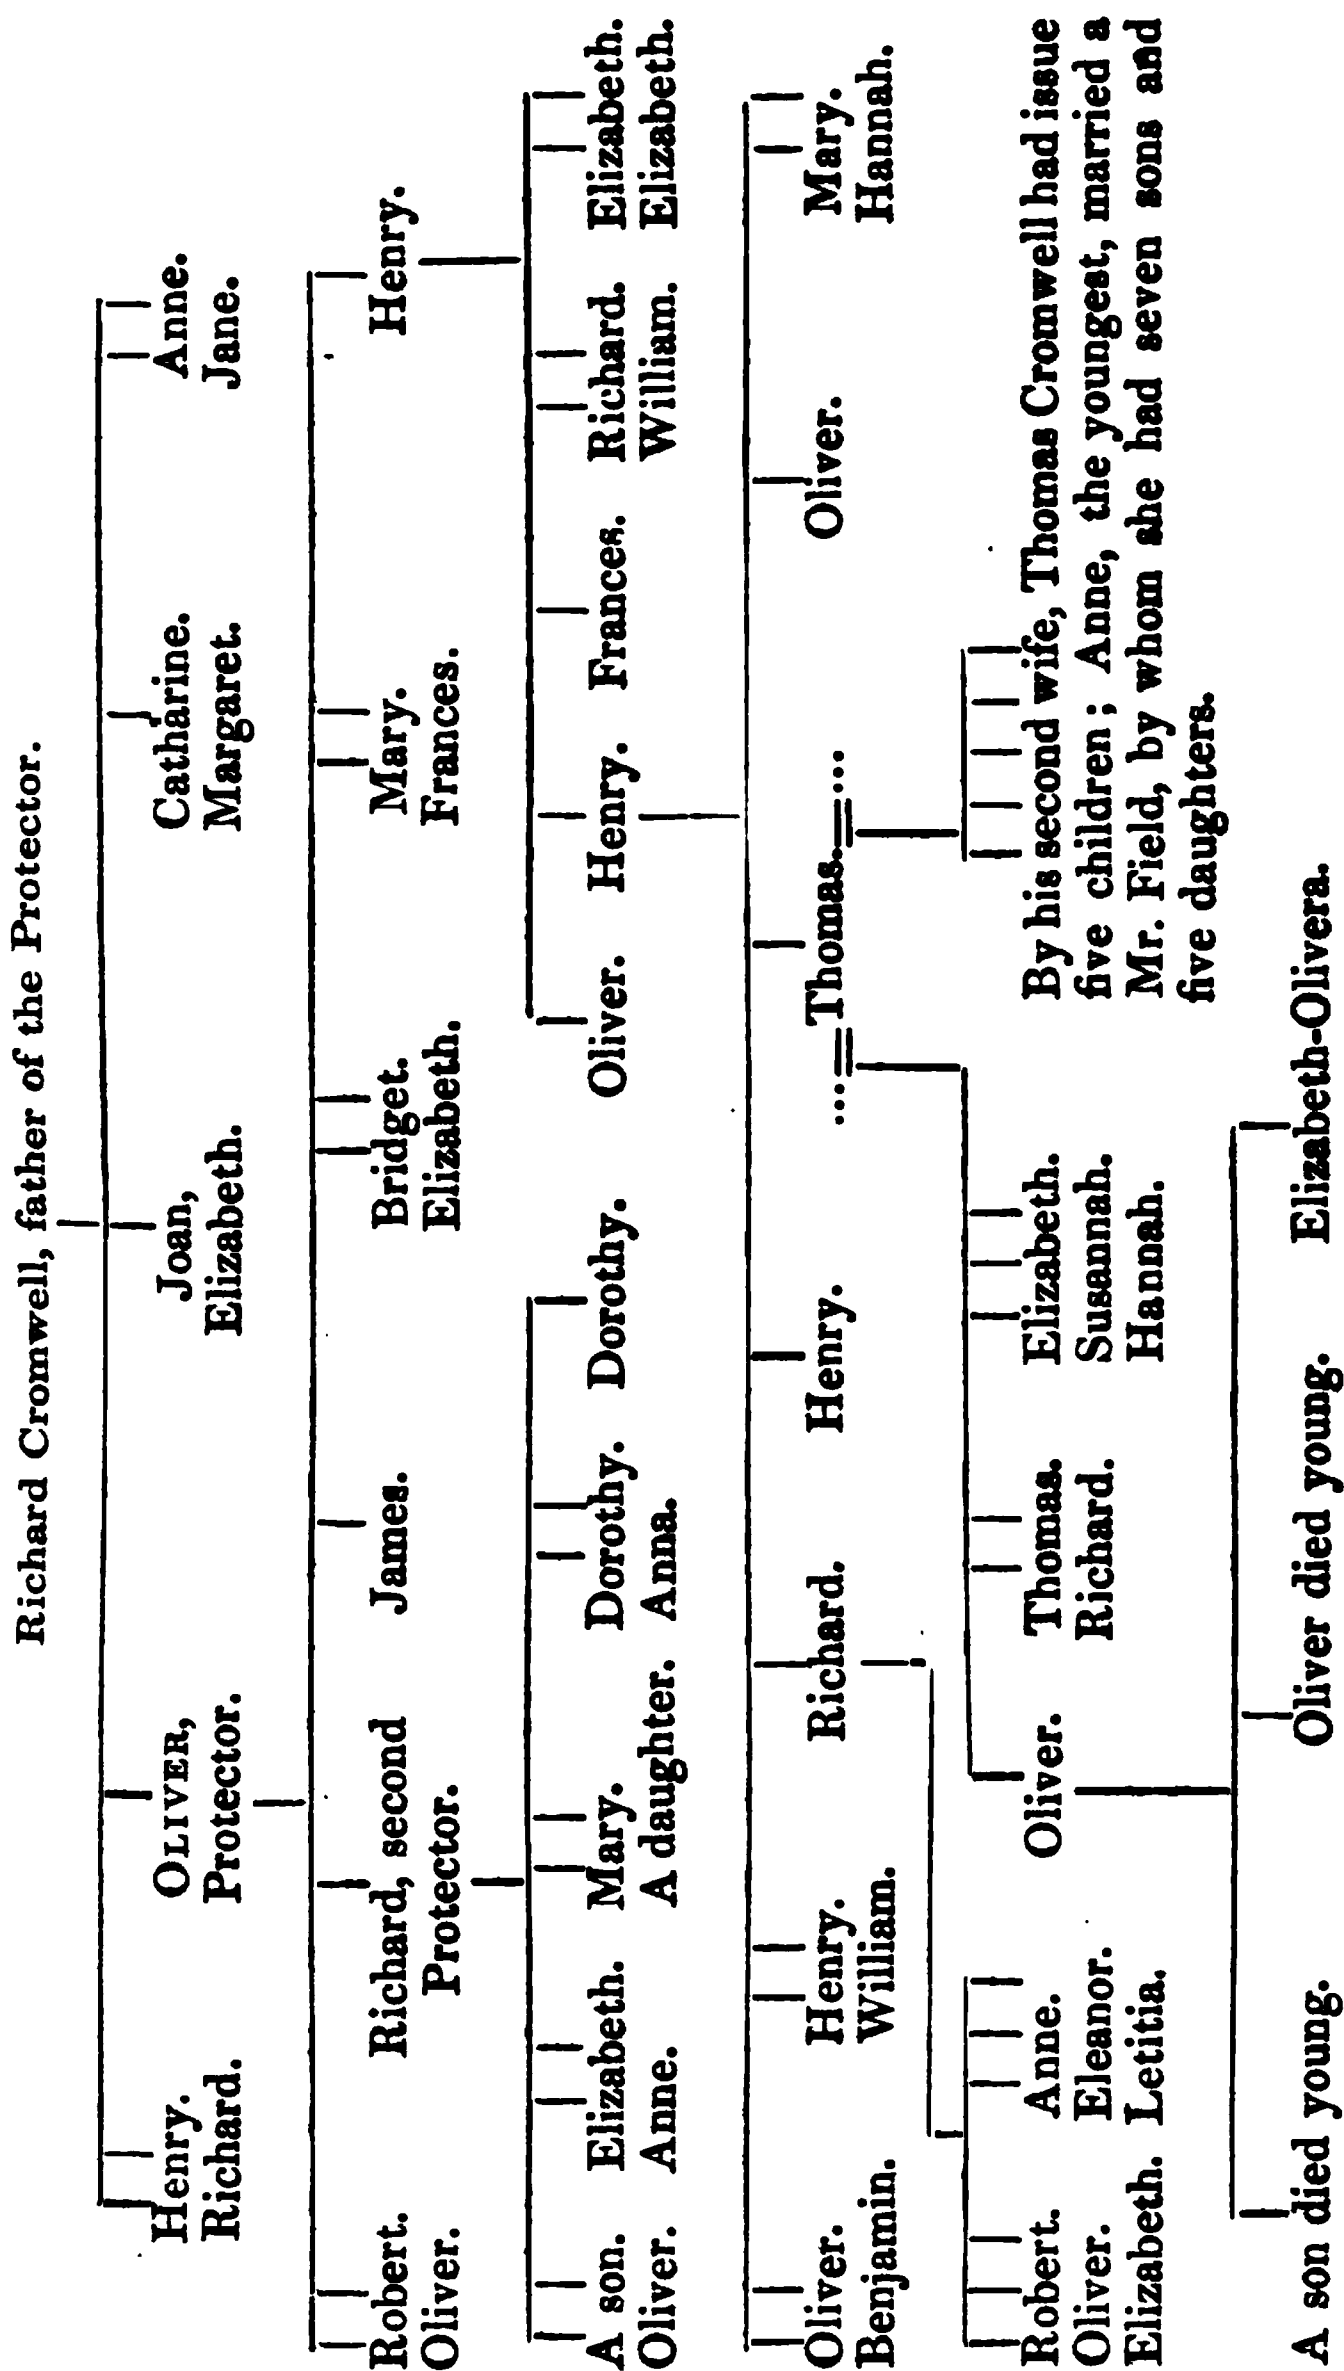 Richard Cromwell, father of the Protector.
Henry. OLIVER, Joan, Catharine. Anne.
Richard. Protector. Elizabeth. Margaret. Jane.
Robert. Richard, second James. Bridget. Mary. Henry.
Oliver. Protector. Elizabeth. Frances.
A son. Elizabeth. Mary. Dorothy. Dorothy. Oliver. Henry. Frances. Richard. Elizabeth.
Oliver. Anne. A daughter. Anna. William. Elizabeth.
Oliver. Henry. Richard. Henry. ...=Thomas.=... Oliver. Mary.
Benjamin. William. Hannah.
Robert. Anne. Oliver. Thomas. Elizabeth. By his second wife, Thomas Cromwell had issue
Oliver. Eleanor. Richard. Susannah. five children; Anne, the youngest, married a
Elizabeth. Letitia. Hannah. Mr. Field, by whom she had seven sons and
five daughters.
A son died young. Oliver died young. Elizabeth-Olivera.